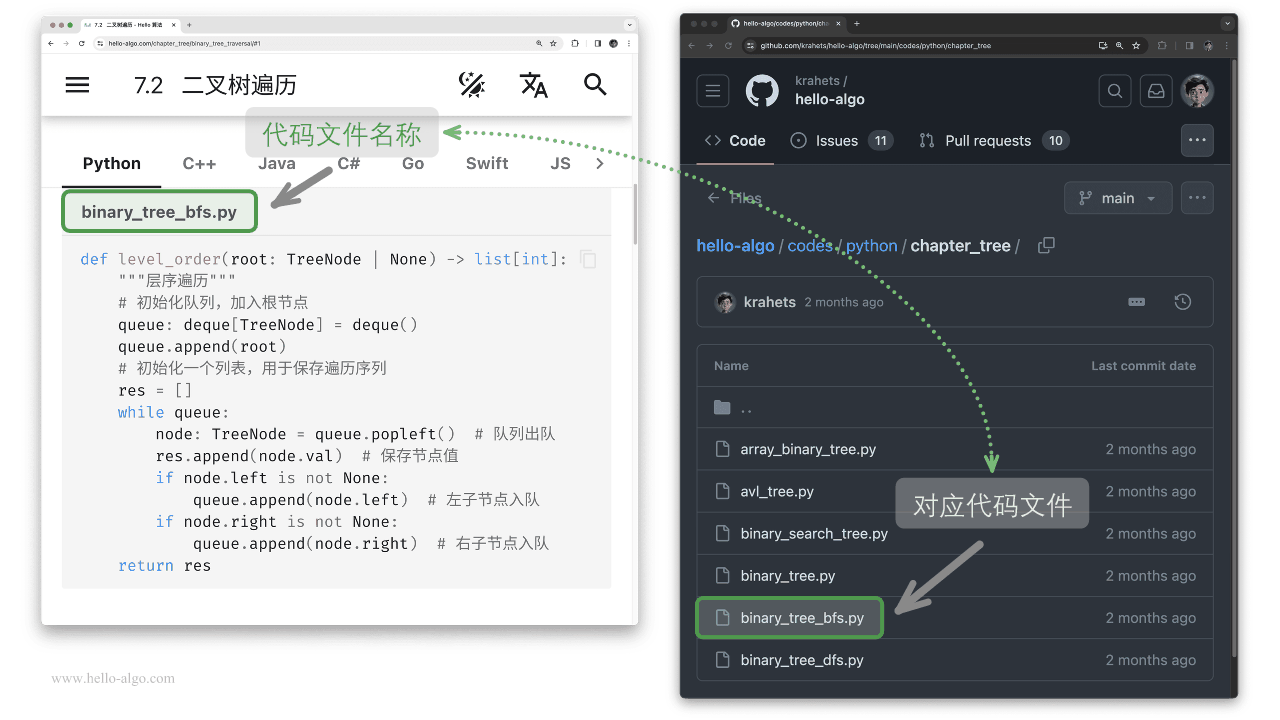 7.2 二叉树遍历 - Hello 算法
hello-algo.com/chapter_tree/binary_tree_traversal/#1
7.2 二叉树遍历
代码文件名称
Python C++ Java C# Go Swift JS
binary_tree_bfs.py
def level_order(root: TreeNode | None) -> list[int]:
"""层序遍历"""
# 初始化队列，加入根节点
queue: deque[TreeNode] = deque()
queue.append(root)
# 初始化一个列表，用于保存遍历序列
res = []
while queue:
node: TreeNode = queue.popleft()  # 队列出队
res.append(node.val)  # 保存节点值
if node.left is not None:
queue.append(node.left)  # 左子节点入队
if node.right is not None:
queue.append(node.right)  # 右子节点入队
return res
www.hello-algo.com
hello-algo/codes/python/cha
github.com/krahets/hello-algo/tree/main/codes/python/chapter_tree
krahets /
hello-algo
Code Issues 11 Pull requests 10
Files main
hello-algo / codes / python / chapter_tree /
krahets 2 months ago
Name Last commit date
..
array_binary_tree.py 2 months ago
avl_tree.py 2 months ago
对应代码文件
binary_search_tree.py 2 months ago
binary_tree.py 2 months ago
binary_tree_bfs.py 2 months ago
binary_tree_dfs.py 2 months ago